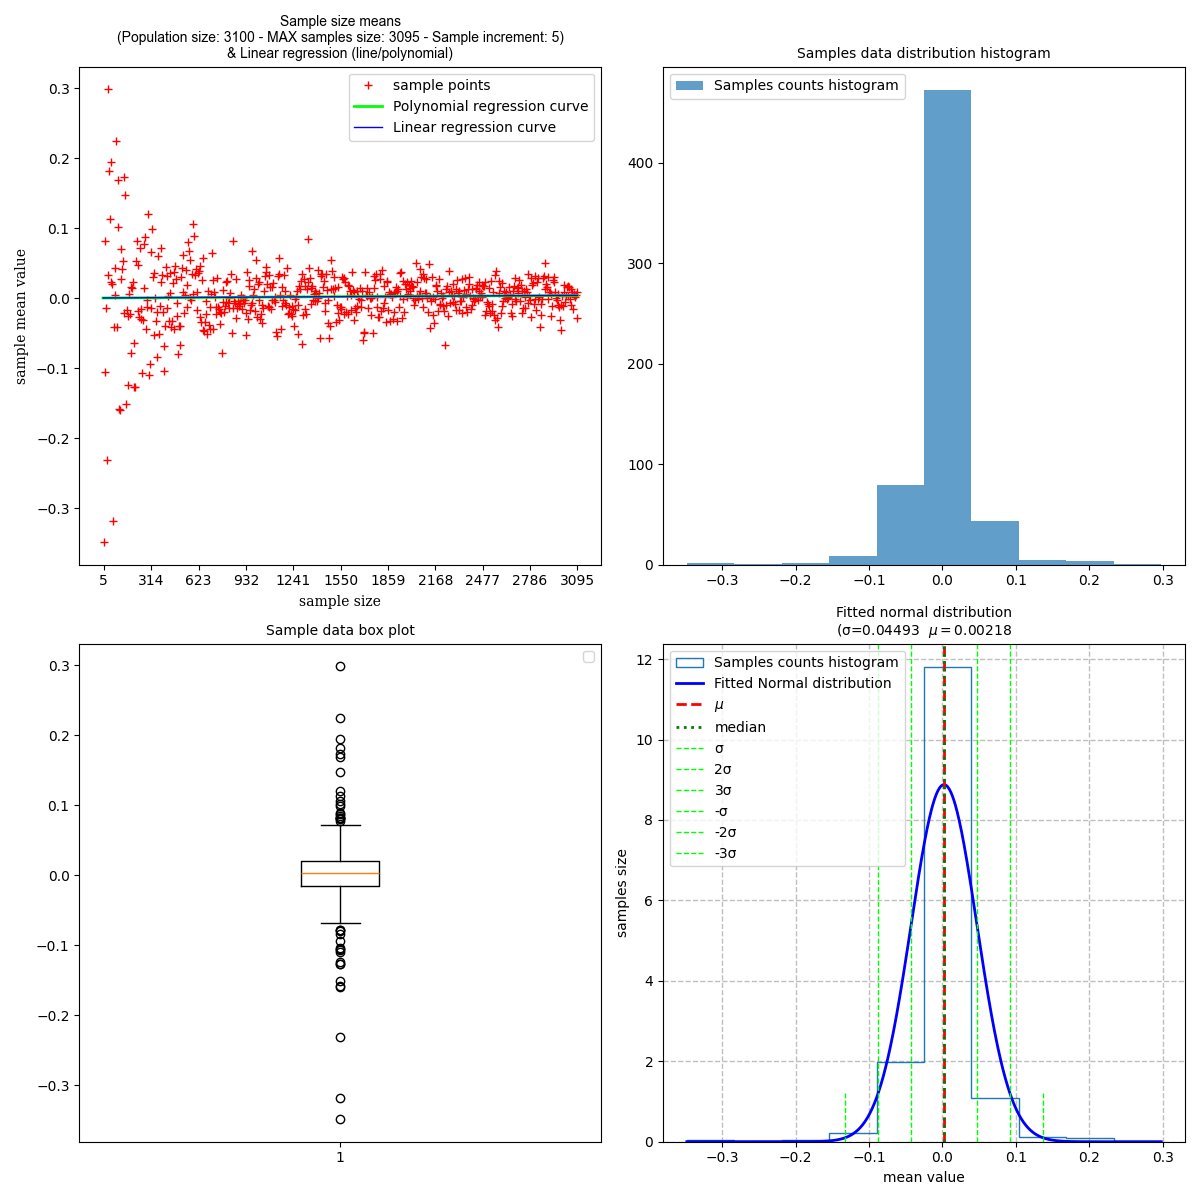 Sample size means
(Population size: 3100 - MAX samples size: 3095 - Sample increment: 5)
& Linear regression (line/polynomial)
sample points
Polynomial regression curve
Linear regression curve
0.3
0.2
0.1
0.0
−0.1
−0.2
−0.3
sample mean value
5 314 623 932 1241 1550 1859 2168 2477 2786 3095
sample size
Samples data distribution histogram
Samples counts histogram
400
300
200
100
0
−0.3 −0.2 −0.1 0.0 0.1 0.2 0.3
Sample data box plot
0.3
0.2
0.1
0.0
−0.1
−0.2
−0.3
1
Fitted normal distribution
(σ=0.04493 μ = 0.00218
Samples counts histogram
Fitted Normal distribution
μ
median
σ
2σ
3σ
-σ
-2σ
-3σ
12
10
8
6
4
2
0
samples size
−0.3 −0.2 −0.1 0.0 0.1 0.2 0.3
mean value